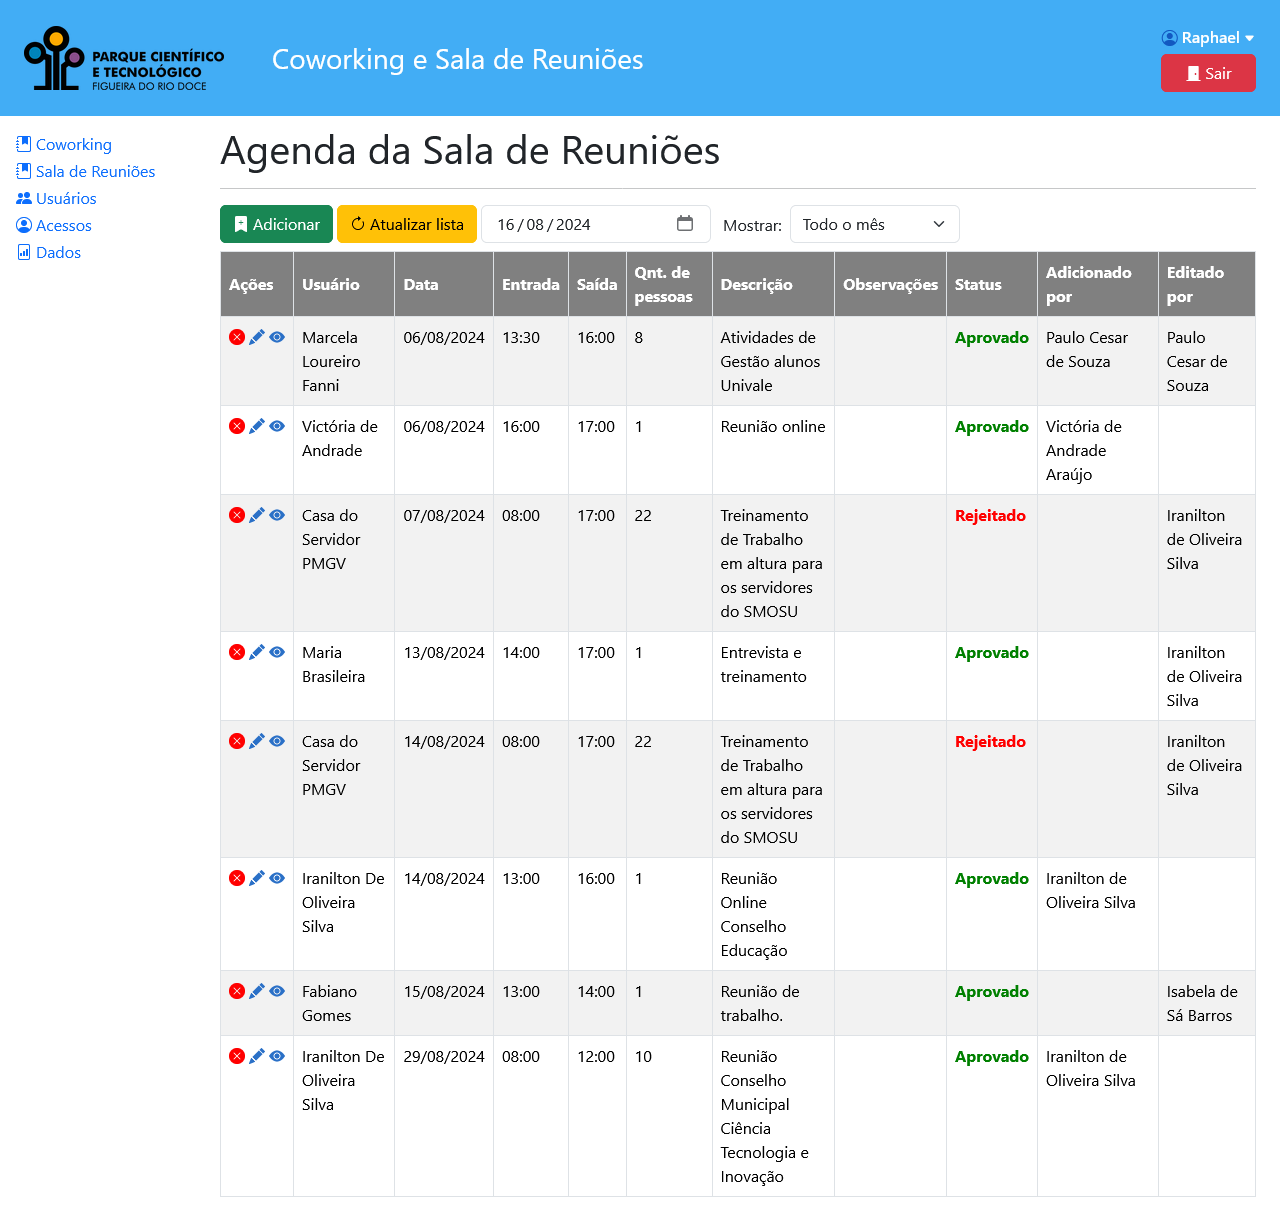 PARQUE CIENTÍFICO
E TECNOLÓGICO
FIGUEIRA DO RIO DOCE
Coworking e Sala de Reuniões
Raphael
Sair
Coworking
Sala de Reuniões
Usuários
Acessos
Dados
Agenda da Sala de Reuniões
Adicionar Atualizar lista 16/08/2024 Mostrar: Todo o mês
Ações Usuário Data Entrada Saída Qnt. de pessoas Descrição Observações Status Adicionado por Editado por
Marcela Loureiro Fanni 06/08/2024 13:30 16:00 8 Atividades de Gestão alunos Univale Aprovado Paulo Cesar de Souza Paulo Cesar de Souza
Victória de Andrade 06/08/2024 16:00 17:00 1 Reunião online Aprovado Victória de Andrade Araújo
Casa do Servidor PMGV 07/08/2024 08:00 17:00 22 Treinamento de Trabalho em altura para os servidores do SMOSU Rejeitado Iranilton de Oliveira Silva
Maria Brasileira 13/08/2024 14:00 17:00 1 Entrevista e treinamento Aprovado Iranilton de Oliveira Silva
Casa do Servidor PMGV 14/08/2024 08:00 17:00 22 Treinamento de Trabalho em altura para os servidores do SMOSU Rejeitado Iranilton de Oliveira Silva
Iranilton De Oliveira Silva 14/08/2024 13:00 16:00 1 Reunião Online Conselho Educação Aprovado Iranilton de Oliveira Silva
Fabiano Gomes 15/08/2024 13:00 14:00 1 Reunião de trabalho. Aprovado Isabela de Sá Barros
Iranilton De Oliveira Silva 29/08/2024 08:00 12:00 10 Reunião Conselho Municipal Ciência Tecnologia e Inovação Aprovado Iranilton de Oliveira Silva